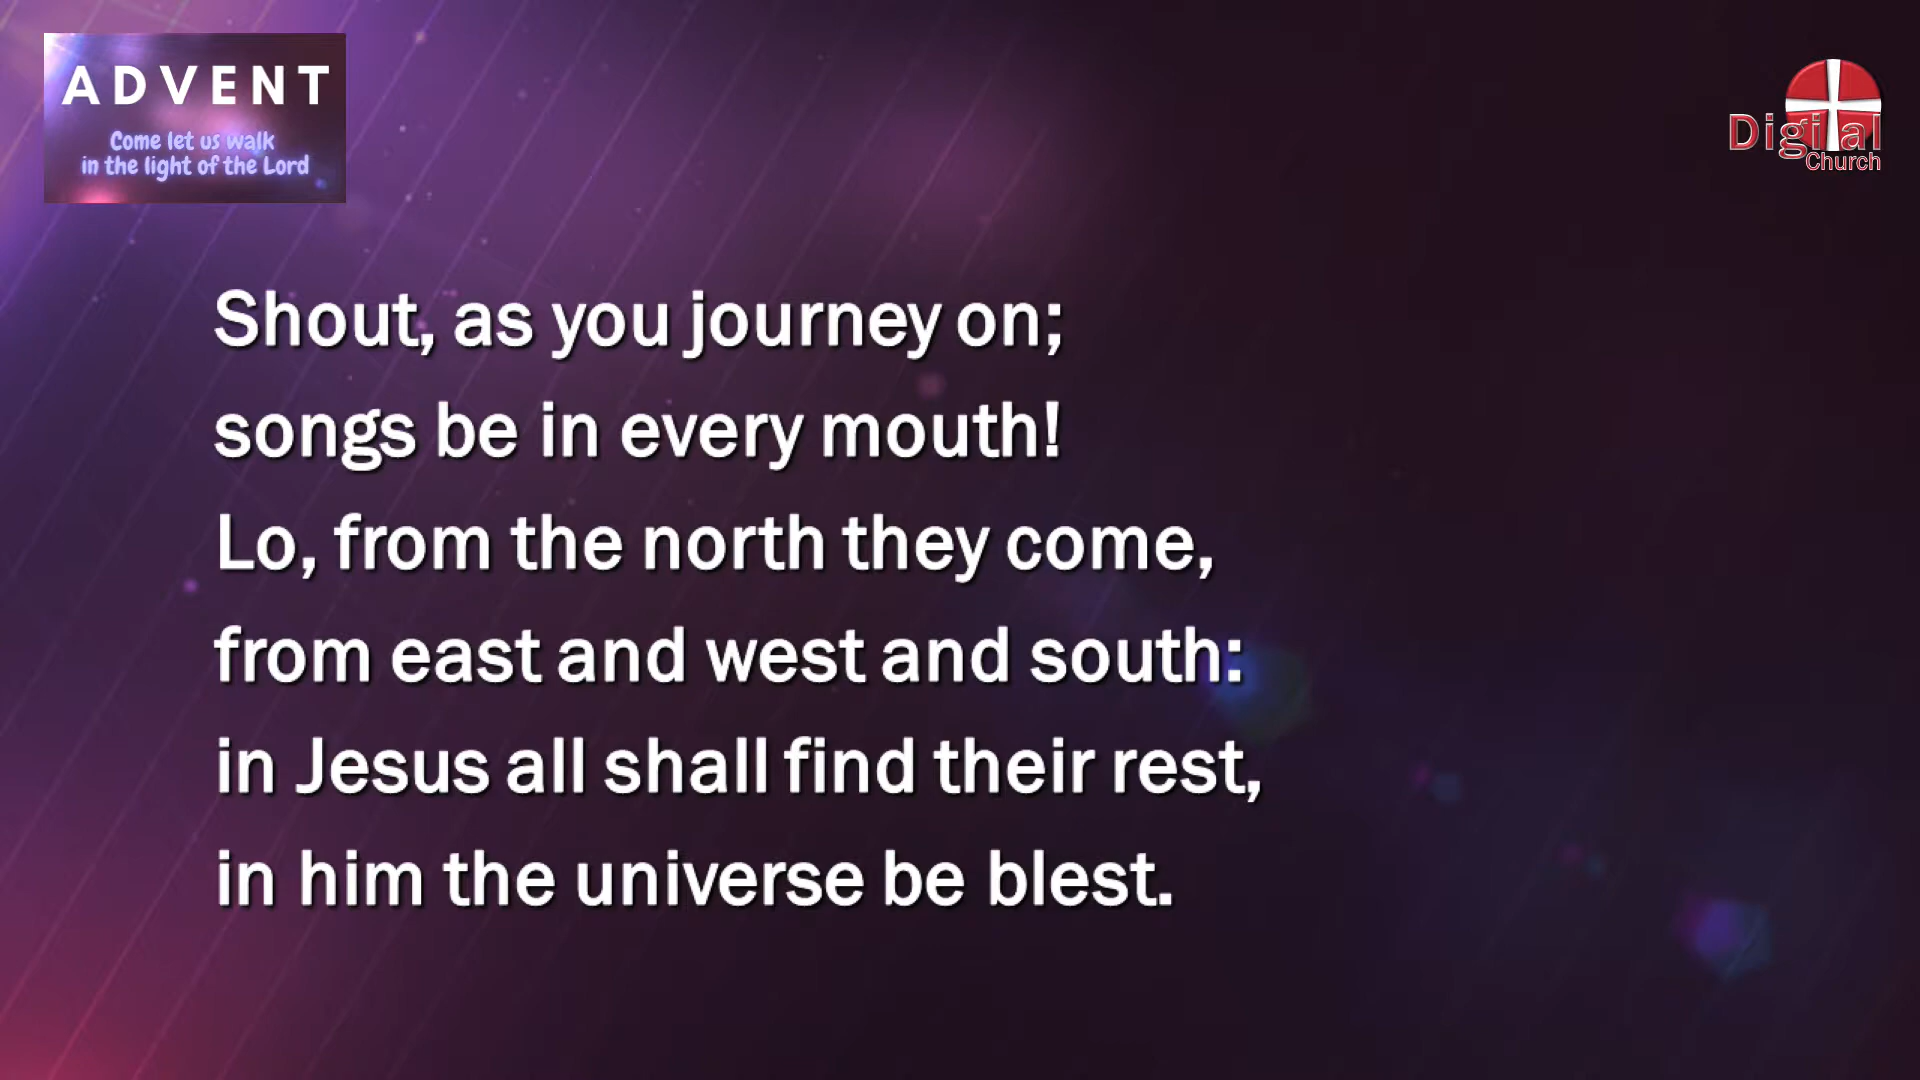 ADVENT
Come let us walk
in the light of the Lord
Digital
Church
Shout, as you journey on;
songs be in every mouth!
Lo, from the north they come,
from east and west and south:
in Jesus all shall find their rest,
in him the universe be blest.